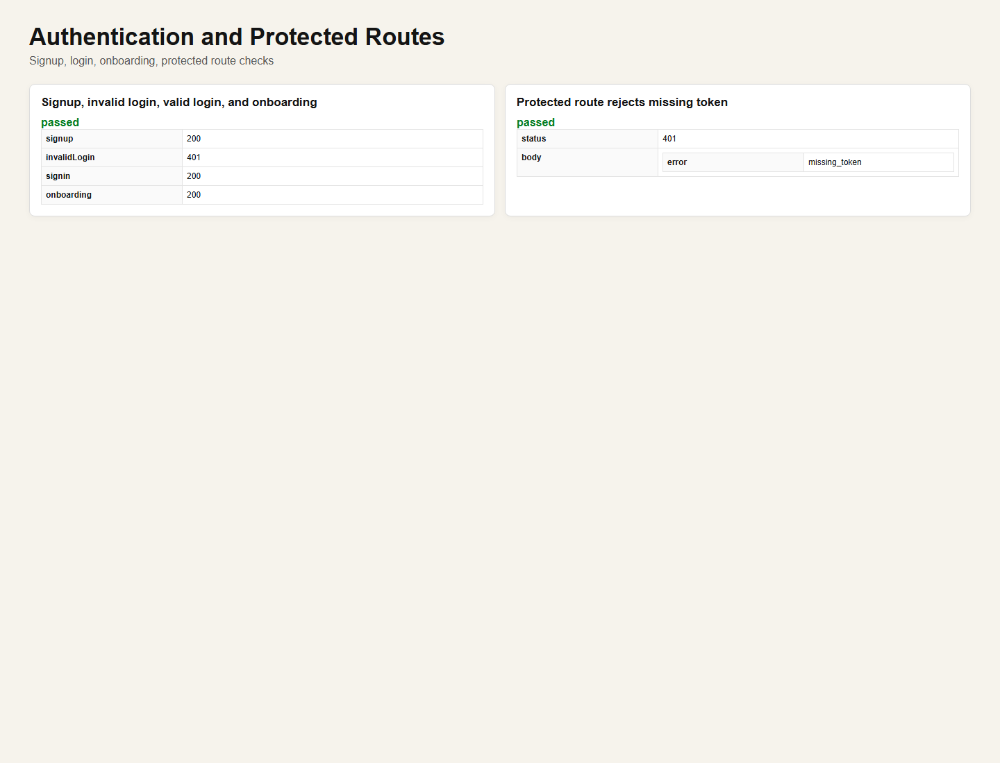 Authentication and Protected Routes
Signup, login, onboarding, protected route checks
Signup, invalid login, valid login, and onboarding
passed
signup 200
invalidLogin 401
signin 200
onboarding 200
Protected route rejects missing token
passed
status 401
body error missing_token